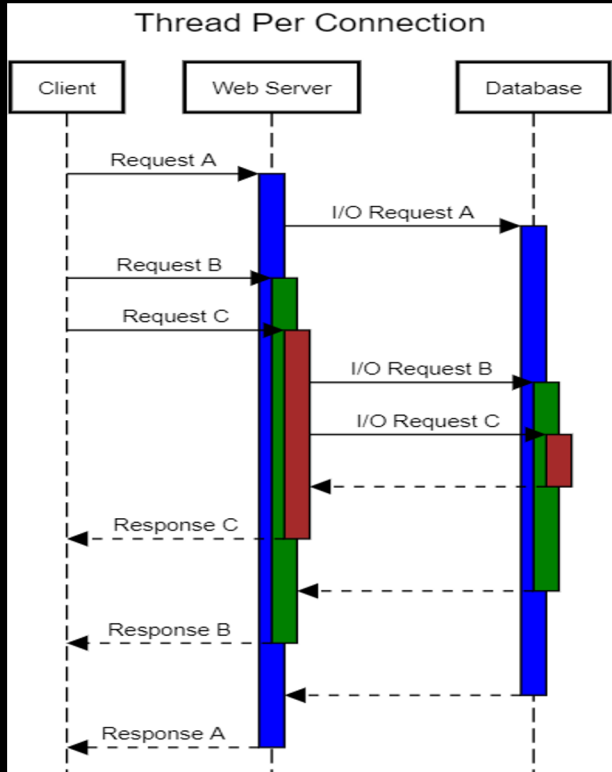 Thread Per Connection
Client
Web Server
Database
Request A
I/O Request A
Request B
Request C
I/O Request B
I/O Request C
Response C
Response B
Response A